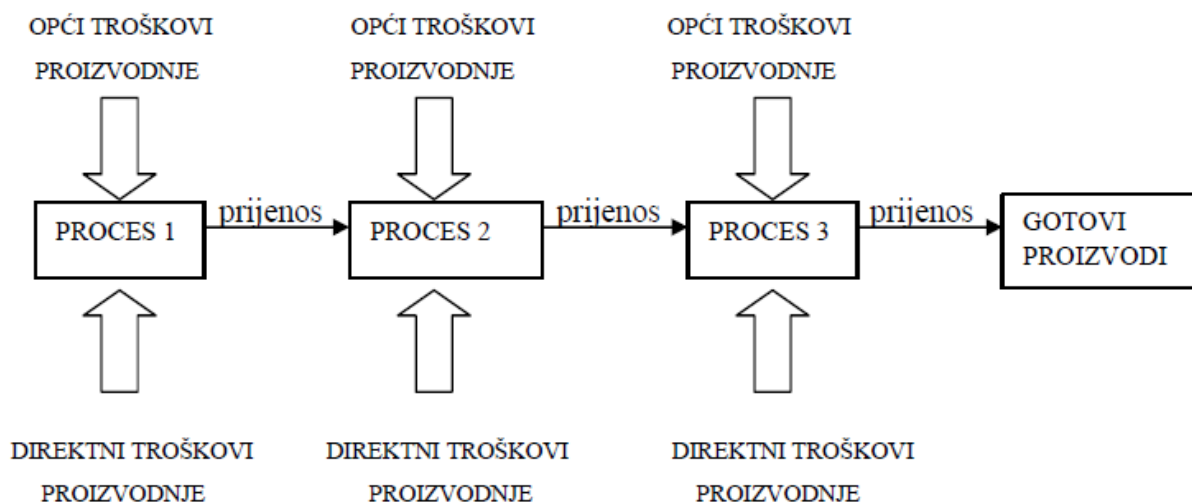 OPĆI TROŠKOVI
PROIZVODNJE
OPĆI TROŠKOVI
PROIZVODNJE
OPĆI TROŠKOVI
PROIZVODNJE
PROCES 1
prijenos
PROCES 2
prijenos
PROCES 3
prijenos
GOTOVI
PROIZVODI
DIREKTNI TROŠKOVI
PROIZVODNJE
DIREKTNI TROŠKOVI
PROIZVODNJE
DIREKTNI TROŠKOVI
PROIZVODNJE